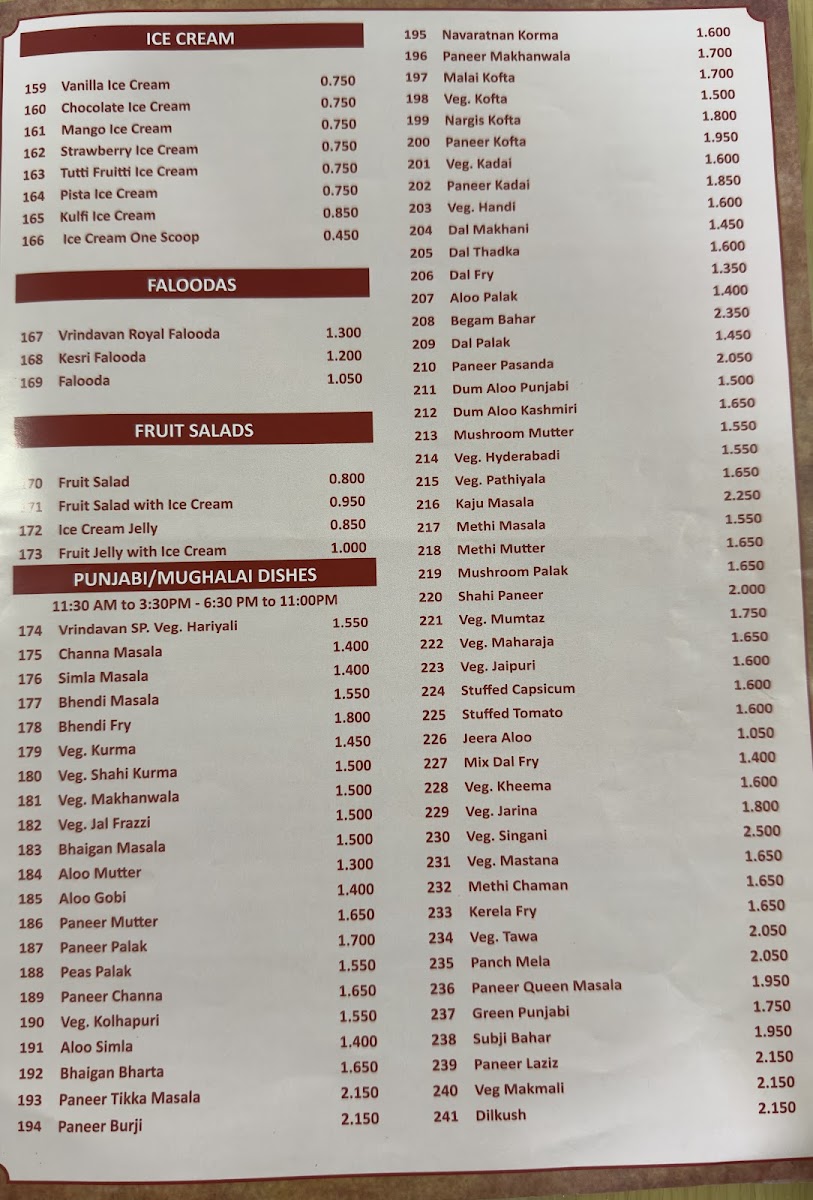 ICE CREAM
159 Vanilla Ice Cream 0.750
160 Chocolate Ice Cream 0.750
161 Mango Ice Cream 0.750
162 Strawberry Ice Cream 0.750
163 Tutti Fruitti Ice Cream 0.750
164 Pista Ice Cream 0.750
165 Kulfi Ice Cream 0.850
166 Ice Cream One Scoop 0.450
FALOODAS
167 Vrindavan Royal Falooda 1.300
168 Kesri Falooda 1.200
169 Falooda 1.050
FRUIT SALADS
170 Fruit Salad 0.800
171 Fruit Salad with Ice Cream 0.950
172 Ice Cream Jelly 0.850
173 Fruit Jelly with Ice Cream 1.000
PUNJABI/MUGHALAI DISHES
11:30 AM to 3:30PM - 6:30 PM to 11:00PM
174 Vrindavan SP. Veg. Hariyali 1.550
175 Channa Masala 1.400
176 Simla Masala 1.400
177 Bhendi Masala 1.550
178 Bhendi Fry 1.800
179 Veg. Kurma 1.450
180 Veg. Shahi Kurma 1.500
181 Veg. Makhanwala 1.500
182 Veg. Jal Frazzi 1.500
183 Bhaigan Masala 1.500
184 Aloo Mutter 1.300
185 Aloo Gobi 1.400
186 Paneer Mutter 1.650
187 Paneer Palak 1.700
188 Peas Palak 1.550
189 Paneer Channa 1.650
190 Veg. Kolhapuri 1.550
191 Aloo Simla 1.400
192 Bhaigan Bharta 1.650
193 Paneer Tikka Masala 2.150
194 Paneer Burji 2.150
195 Navaratnan Korma 1.600
196 Paneer Makhanwala 1.700
197 Malai Kofta 1.700
198 Veg. Kofta 1.500
199 Nargis Kofta 1.800
200 Paneer Kofta 1.950
201 Veg. Kadai 1.600
202 Paneer Kadai 1.850
203 Veg. Handi 1.600
204 Dal Makhani 1.450
205 Dal Thadka 1.600
206 Dal Fry 1.350
207 Aloo Palak 1.400
208 Begam Bahar 2.350
209 Dal Palak 1.450
210 Paneer Pasanda 2.050
211 Dum Aloo Punjabi 1.500
212 Dum Aloo Kashmiri 1.650
213 Mushroom Mutter 1.550
214 Veg. Hyderabadi 1.550
215 Veg. Pathiyala 1.650
216 Kaju Masala 2.250
217 Methi Masala 1.550
218 Methi Mutter 1.650
219 Mushroom Palak 1.650
220 Shahi Paneer 2.000
221 Veg. Mumtaz 1.750
222 Veg. Maharaja 1.650
223 Veg. Jaipuri 1.600
224 Stuffed Capsicum 1.600
225 Stuffed Tomato 1.600
226 Jeera Aloo 1.050
227 Mix Dal Fry 1.400
228 Veg. Kheema 1.600
229 Veg. Jarina 1.800
230 Veg. Singani 2.500
231 Veg. Mastana 1.650
232 Methi Chaman 1.650
233 Kerela Fry 1.650
234 Veg. Tawa 2.050
235 Panch Mela 2.050
236 Paneer Queen Masala 1.950
237 Green Punjabi 1.750
238 Subji Bahar 1.950
239 Paneer Laziz 2.150
240 Veg Makmali 2.150
241 Dilkush 2.150